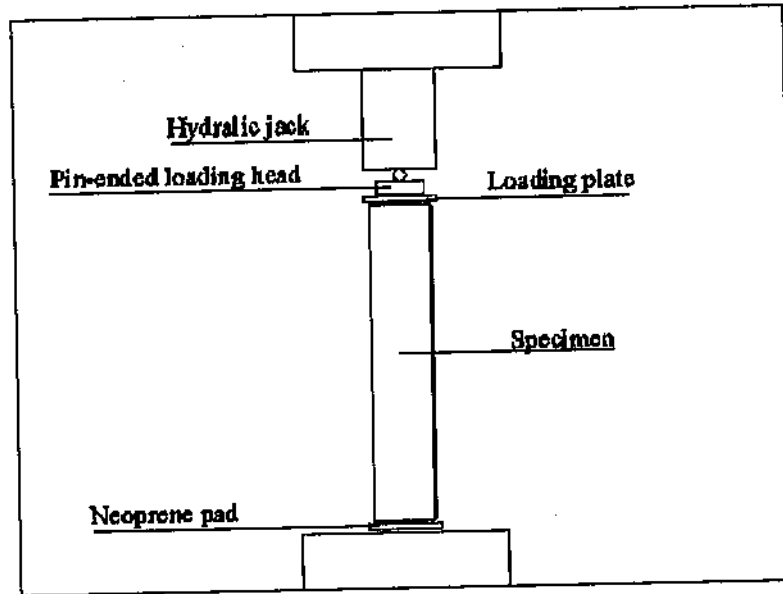 Hydralic jack
Pin-ended loading head
Loading plate
Specimen
Neoprene pad